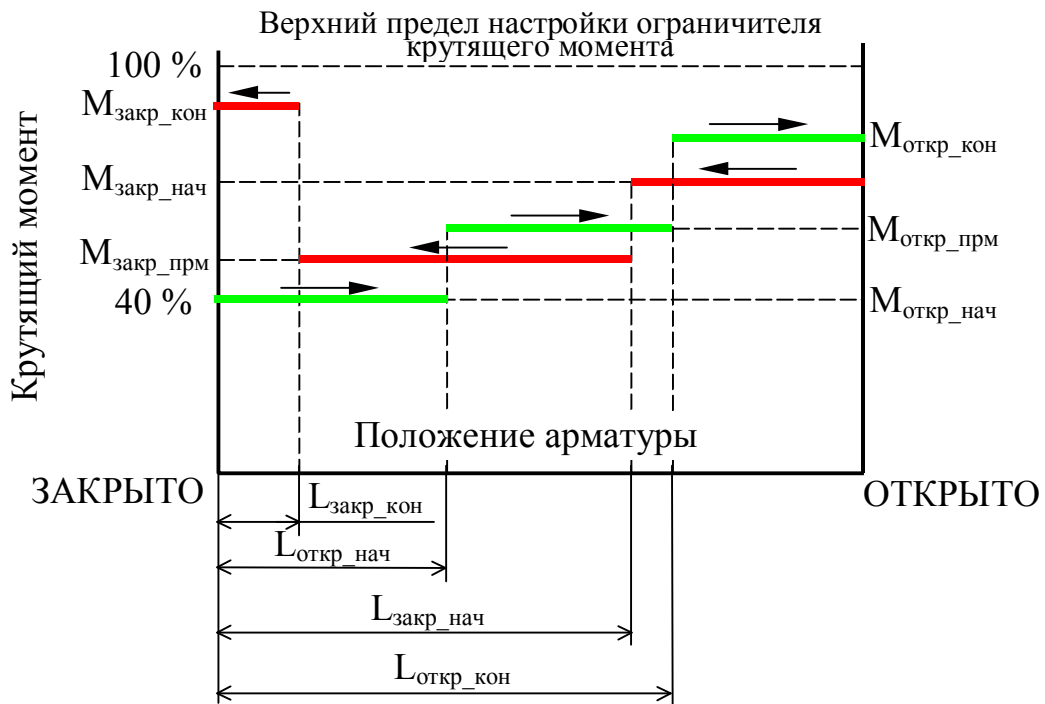 Верхний предел настройки ограничителя
крутящего момента
100 %
Mзакр_кон
Mоткр_кон
Mзакр_нач
Mоткр_прм
Mзакр_прм
40 %
Mоткр_нач
Крутящий момент
Положение арматуры
ЗАКРЫТО
ОТКРЫТО
Lзакр_кон
Lоткр_нач
Lзакр_нач
Lоткр_кон